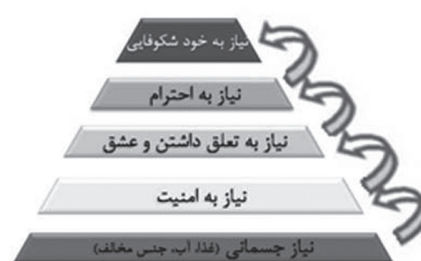 نیاز به خود شکوفایی
نیاز به احترام
نیاز به تعلق داشتن و عشق
نیاز به امنیت
نیاز جسمانی (غذا، آب، جنس مخالف)